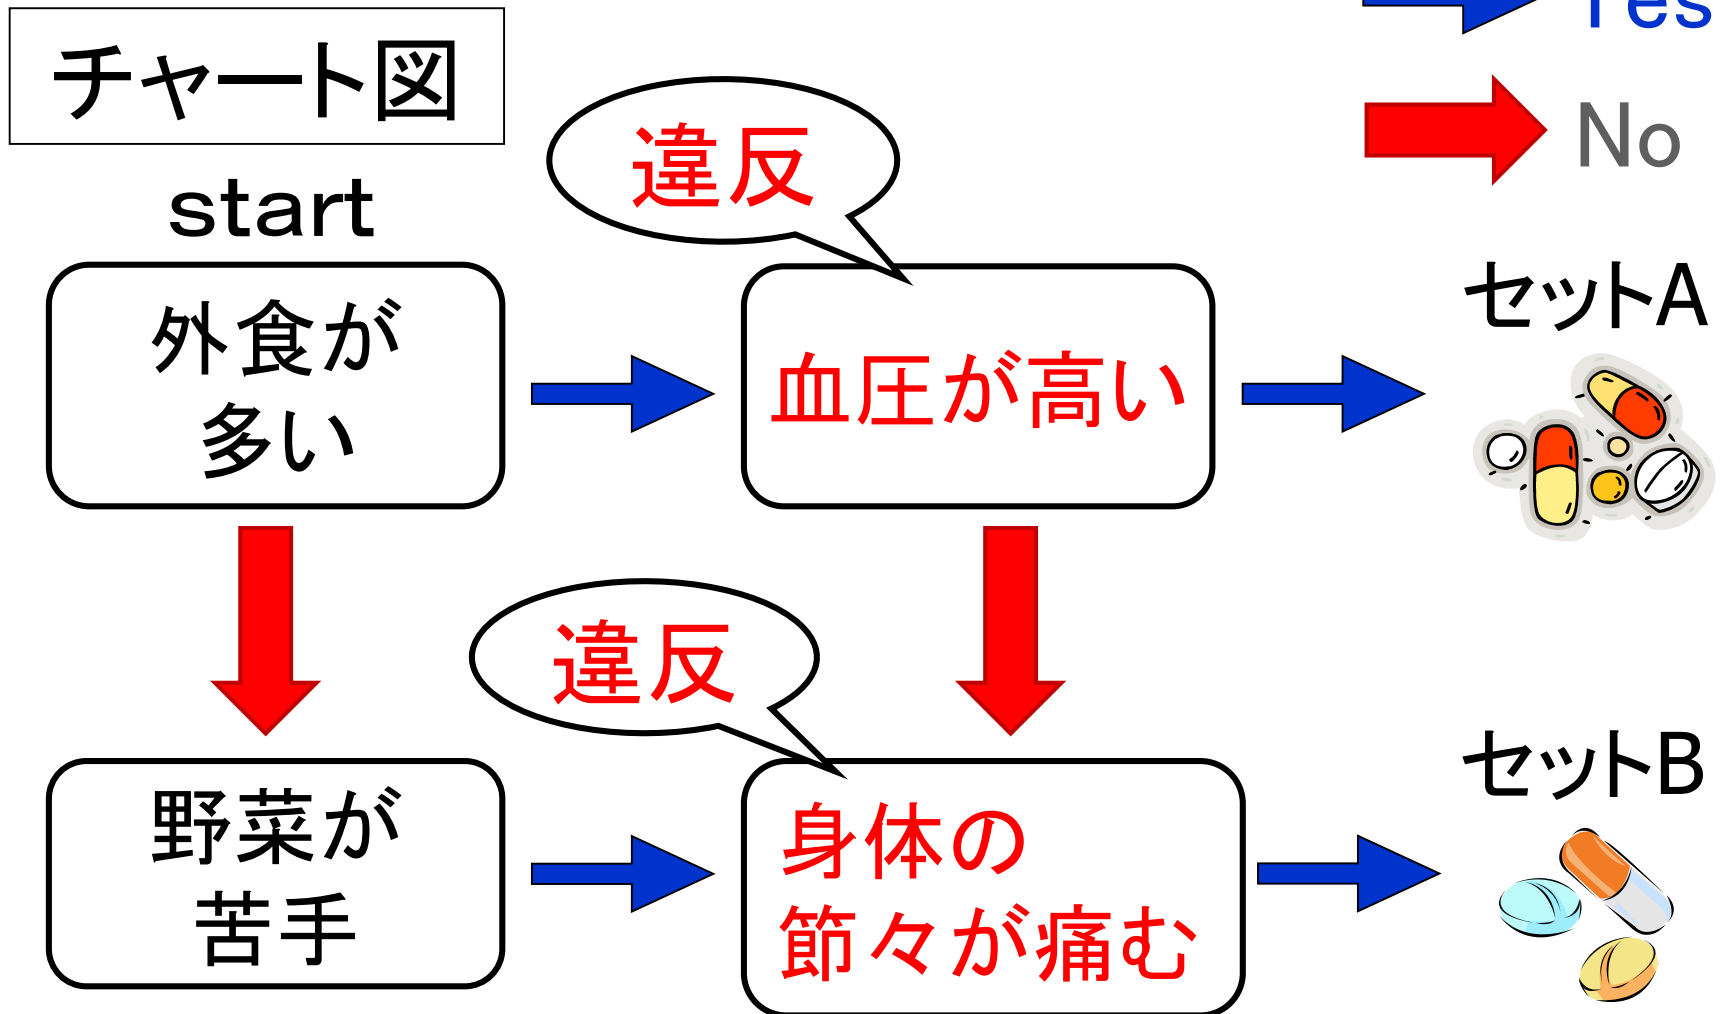 チャート図
Yes
No
start
違反
外食が
多い
血圧が高い
セットA
違反
野菜が
苦手
身体の
節々が痛む
セットB